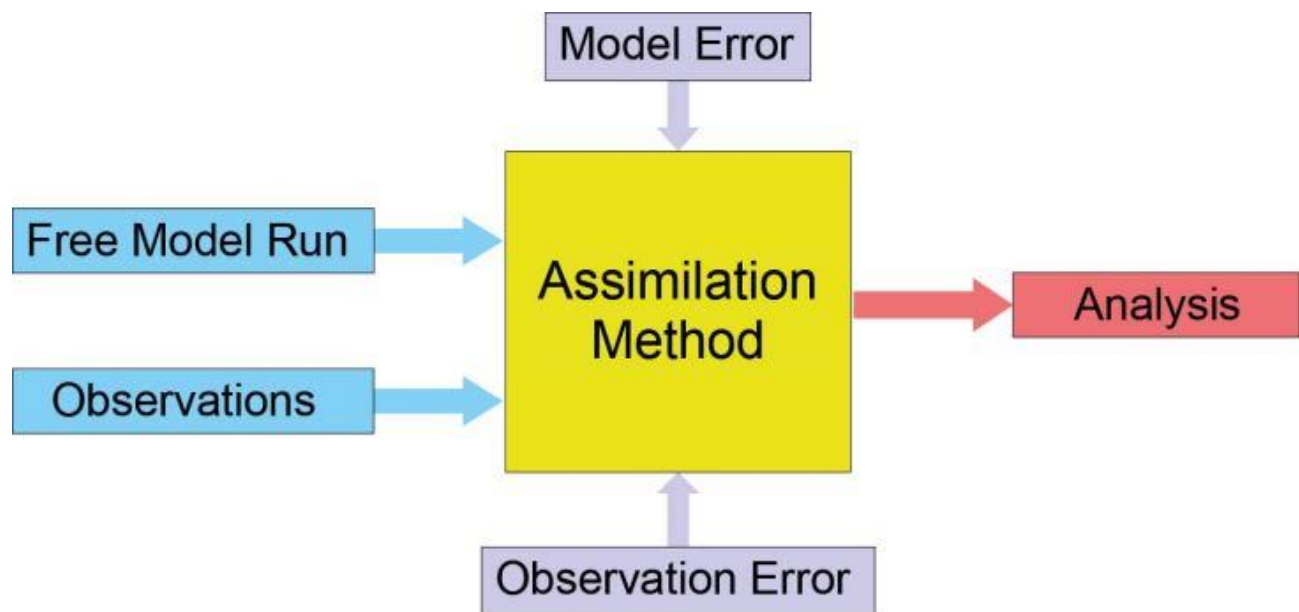 Model Error
Free Model Run
Assimilation
Method
Analysis
Observations
Observation Error